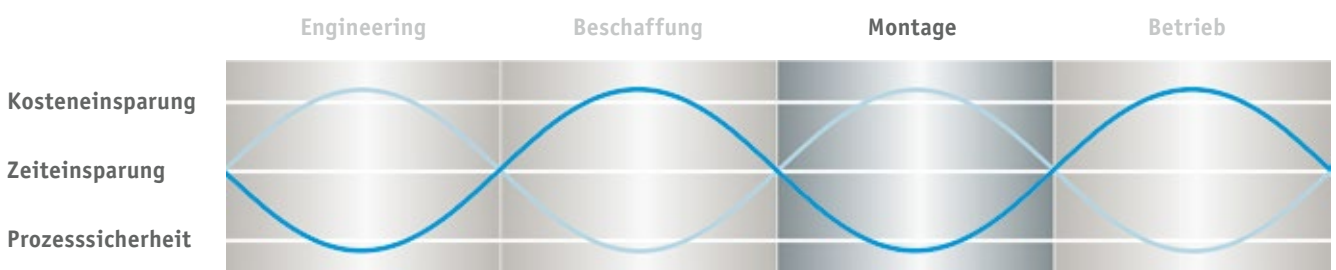 Engineering Beschaffung Montage Betrieb
Kosteneinsparung
Zeiteinsparung
Prozesssicherheit